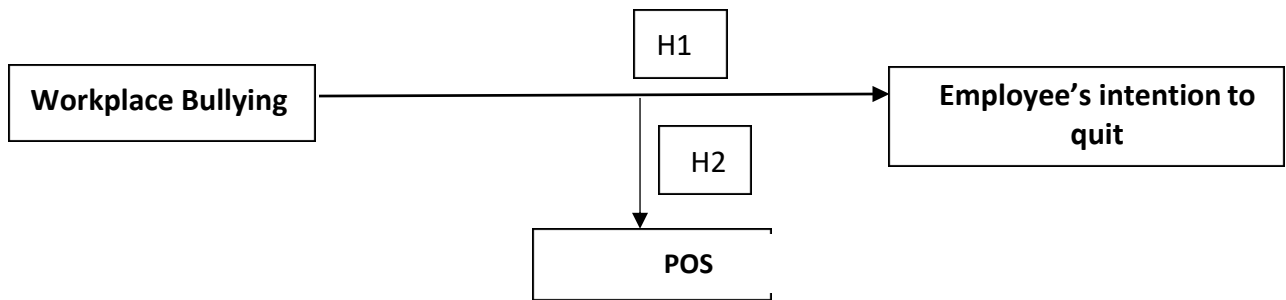 H1
Workplace Bullying
Employee’s intention to
quit
H2
POS